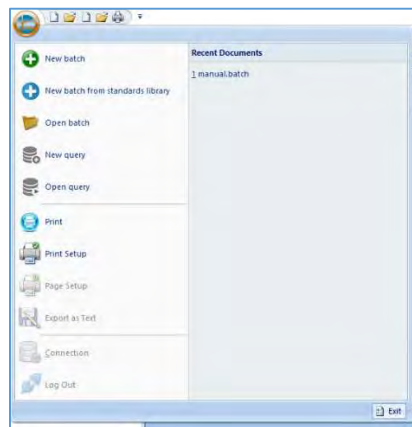 New batch
New batch from standards library
Open batch
New query
Open query
Print
Print Setup
Page Setup
Export as Text
Connection
Log Out
Recent Documents
1 manual.batch
Exit